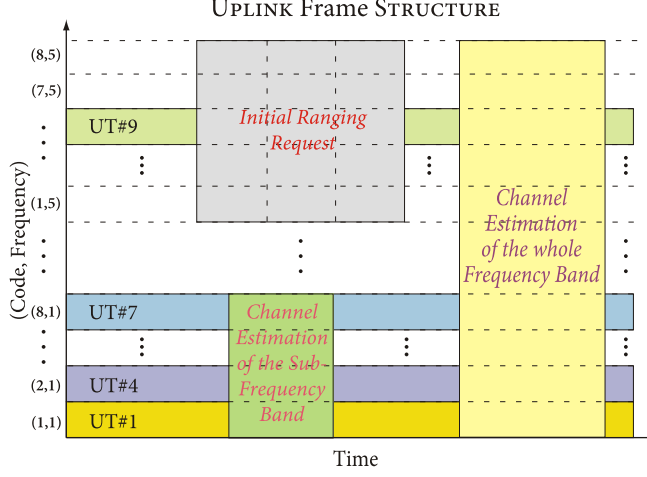 UPLINK Frame STRUCTURE
(8,5)
(7,5)
UT#9
Initial Ranging
Request
(1,5)
Channel
Estimation
of the whole
Frequency Band
(Code, Frequency)
(8,1)
UT#7
Channel
Estimation
of the Sub-
Frequency
Band
(2,1)
UT#4
(1,1)
UT#1
Time